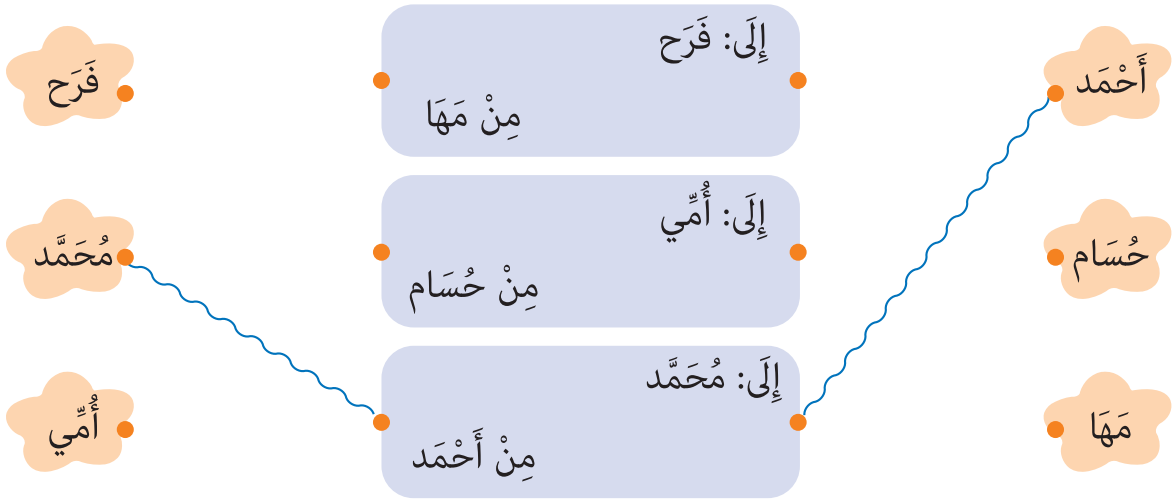 أَحْمَد
إِلَى: فَرَح
مِنْ مَهَا
فَرَح
حُسَام
إِلَى: أُمِّي
مِنْ حُسَام
مُحَمَّد
مَهَا
إِلَى: مُحَمَّد
مِنْ أَحْمَد
أُمِّي